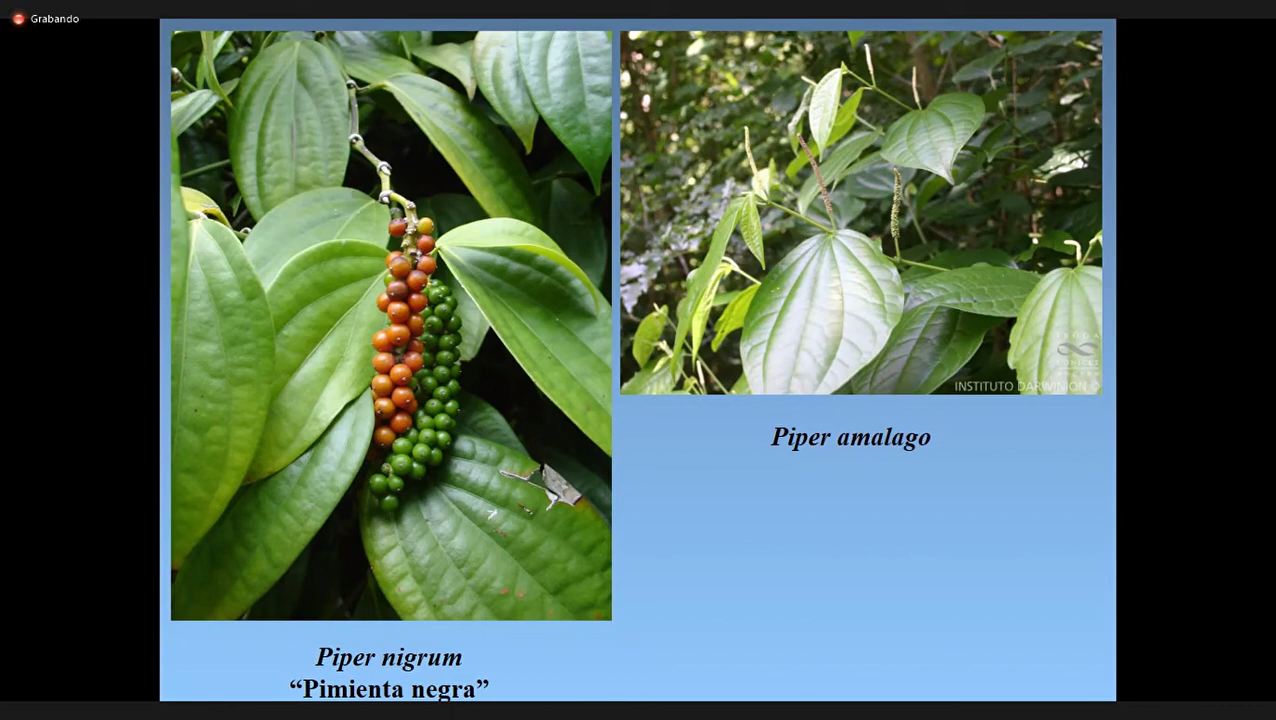 Grabando
INSTITUTO DARWINION ©
Piper amalago
Piper nigrum
“Pimienta negra”